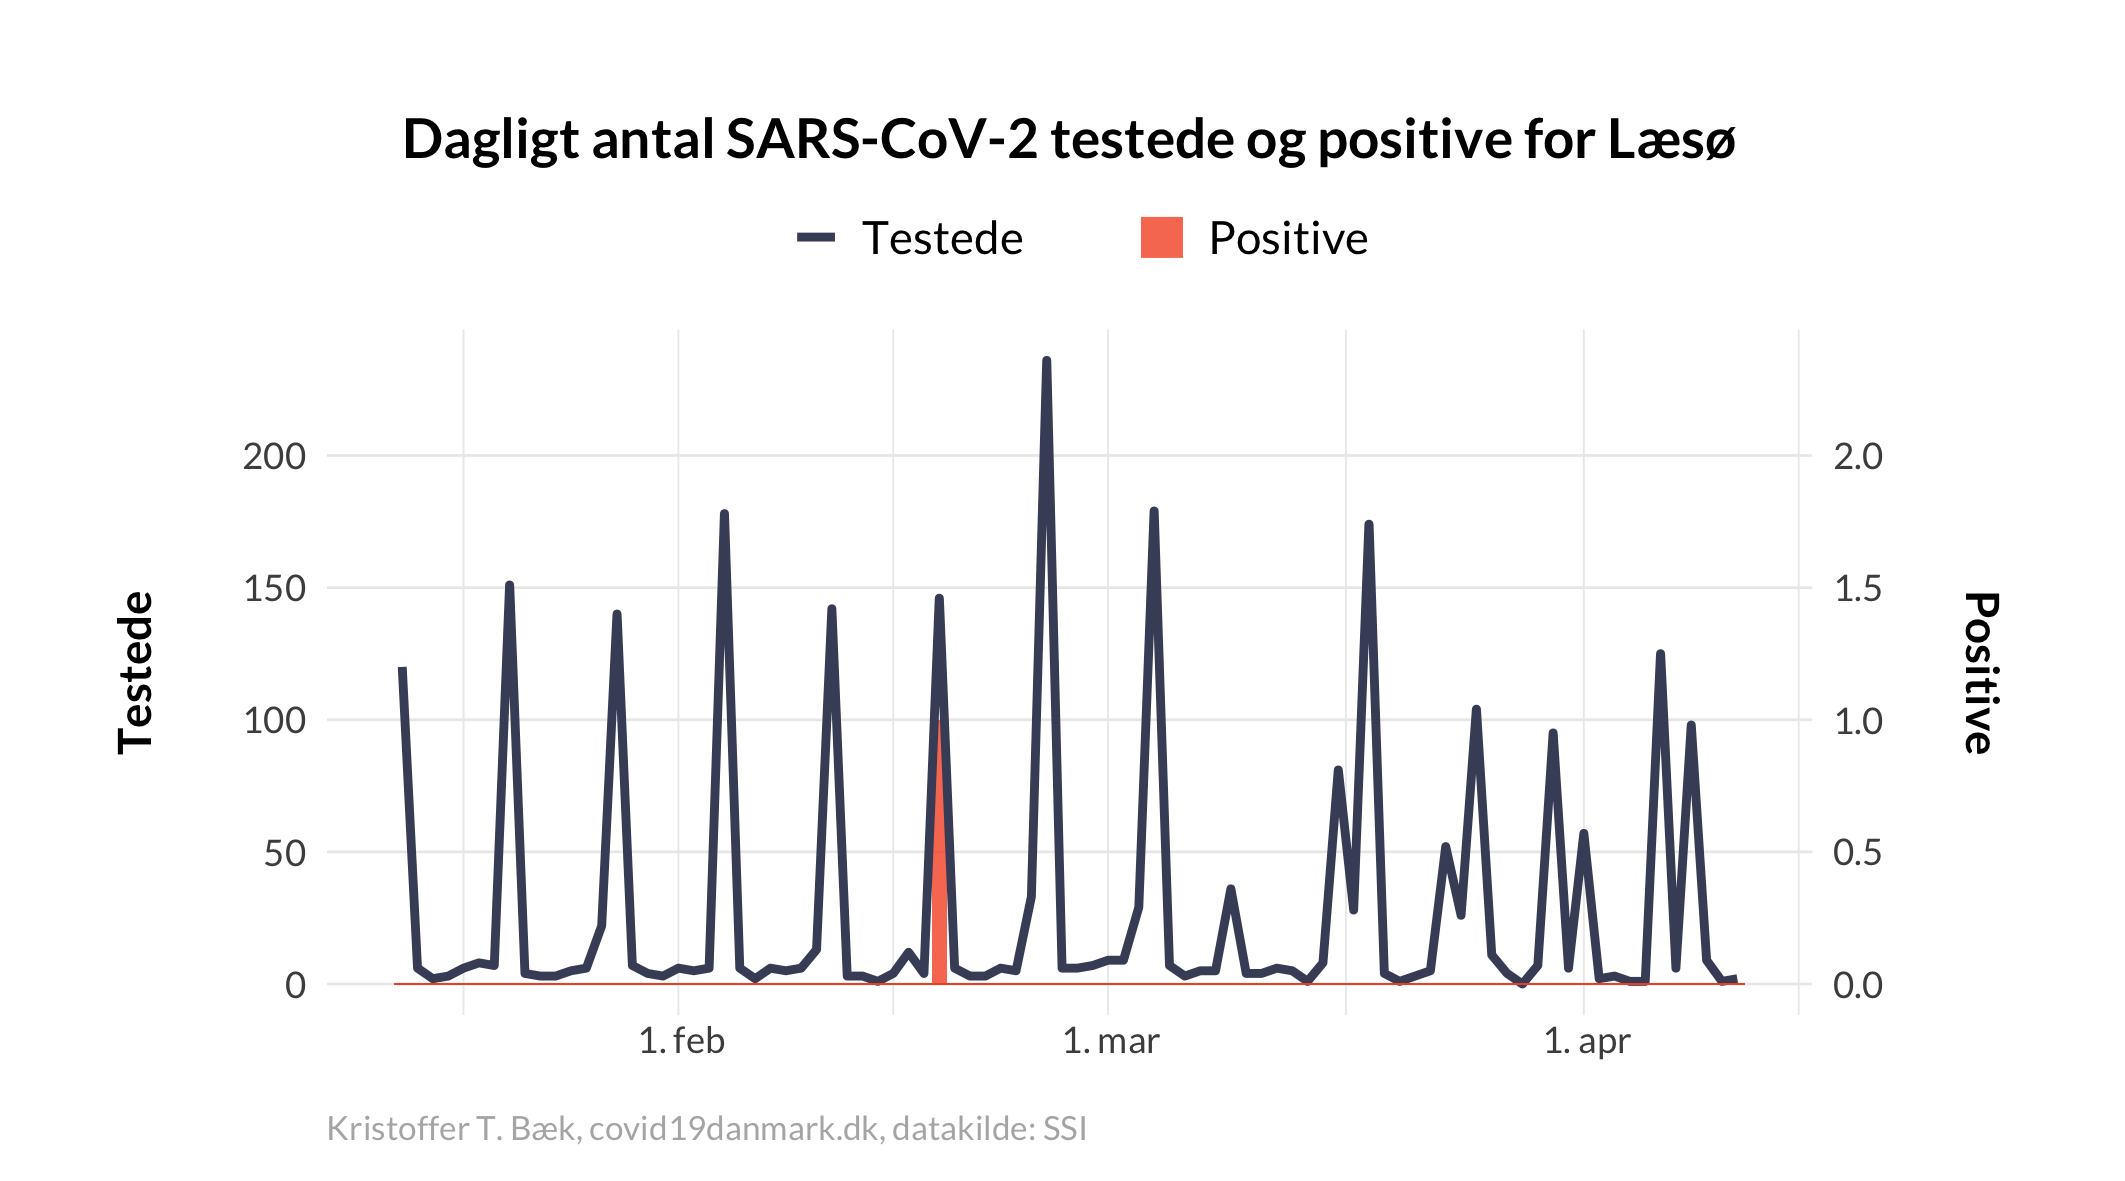 Dagligt antal SARS-CoV-2 testede og positive for Læsø
Testede
Positive
Testede
200
150
100
50
0
2.0
1.5
1.0
0.5
0.0
Positive
1. feb
1. mar
1. apr
Kristoffer T. Bæk, covid19danmark.dk, datakilde: SSI